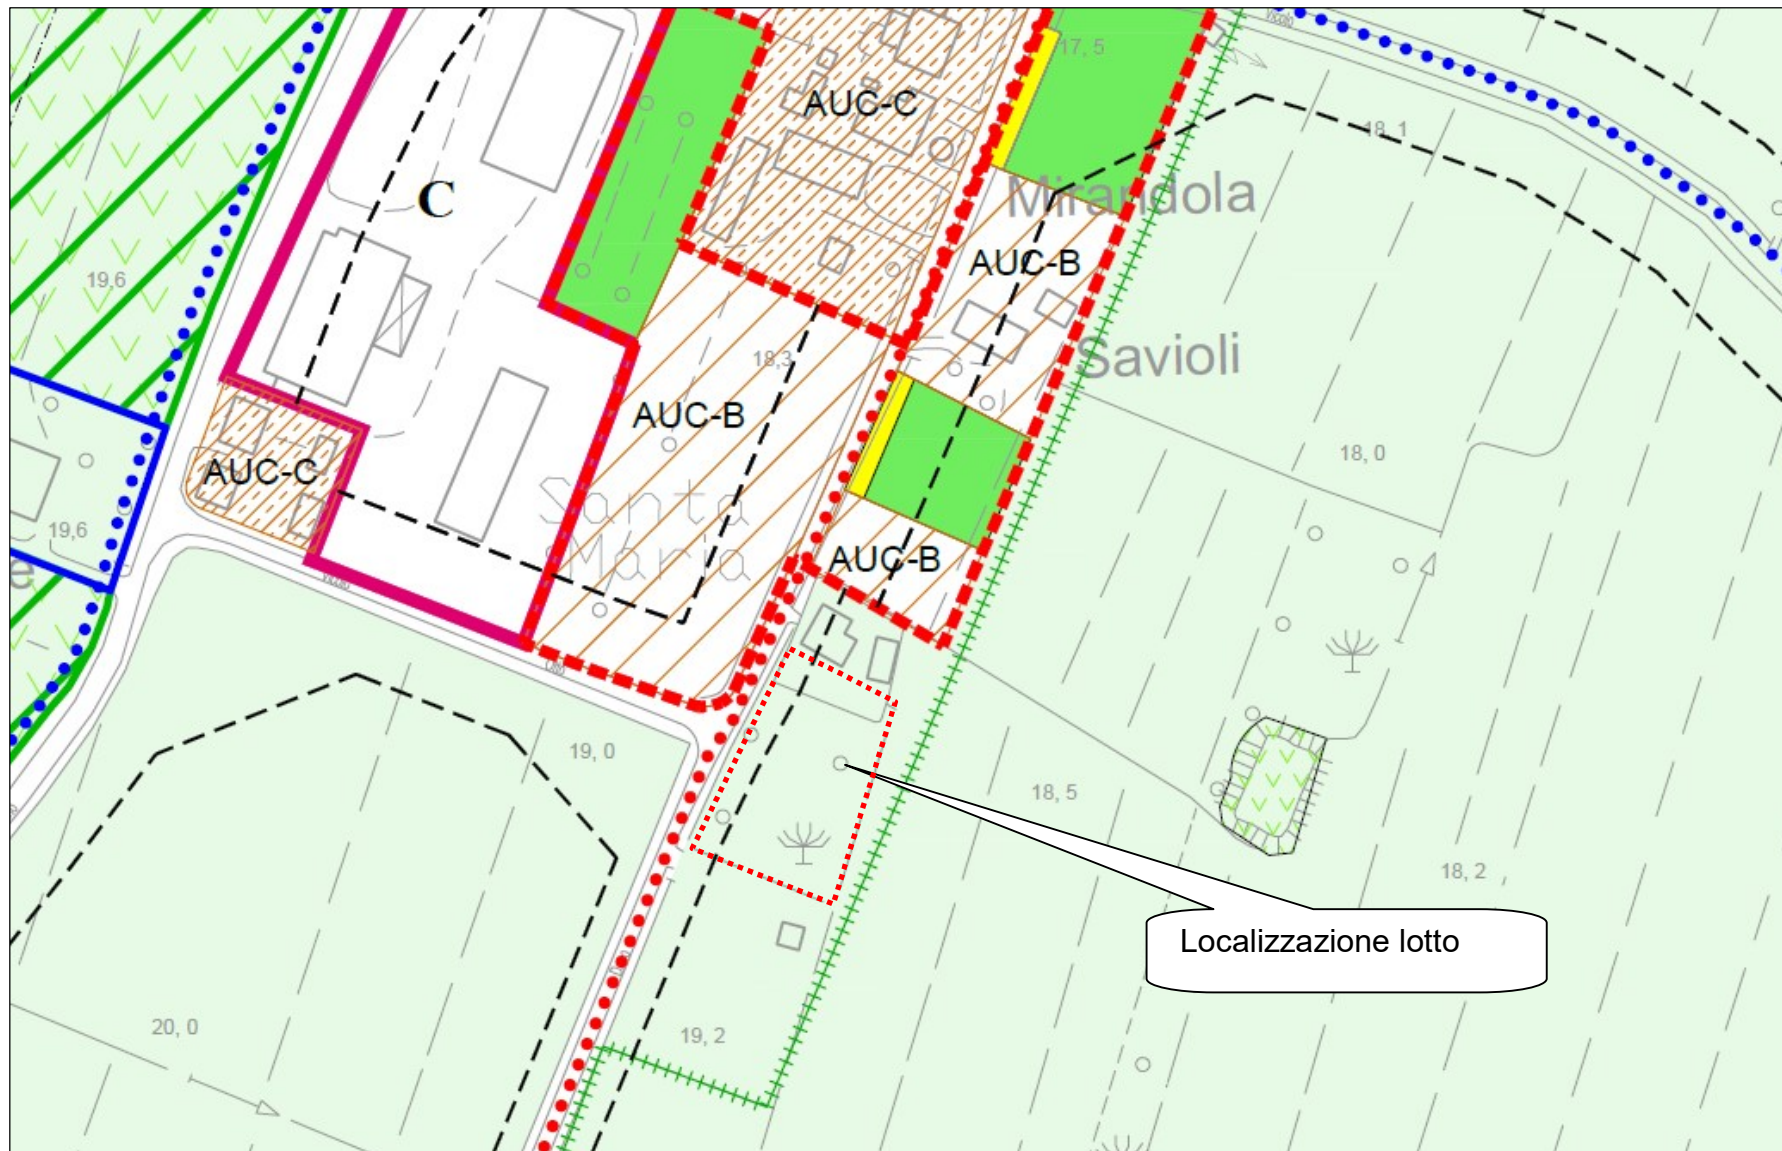 17, 5
AUC-C
18, 1
C
Mirandola
AUC-B
19,6
Savioli
18,3
AUC-B
18, 0
AUC-C
Santa
Maria
19,6
AUC-B
e
19, 0
18, 5
18, 2
Localizzazione lotto
20, 0
19, 2